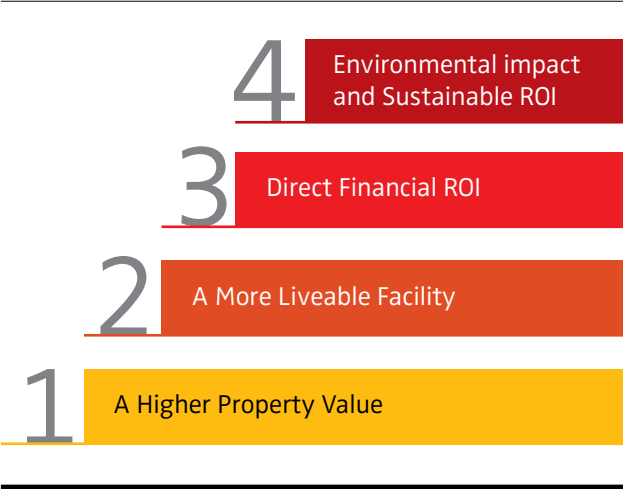 4
Environmental impact
and Sustainable ROI
3
Direct Financial ROI
2
A More Liveable Facility
1
A Higher Property Value